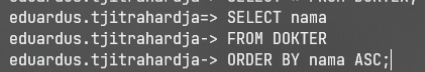 eduardus.tjitrahardja=> SELECT nama
eduardus.tjitrahardja-> FROM DOKTER
eduardus.tjitrahardja-> ORDER BY nama ASC;